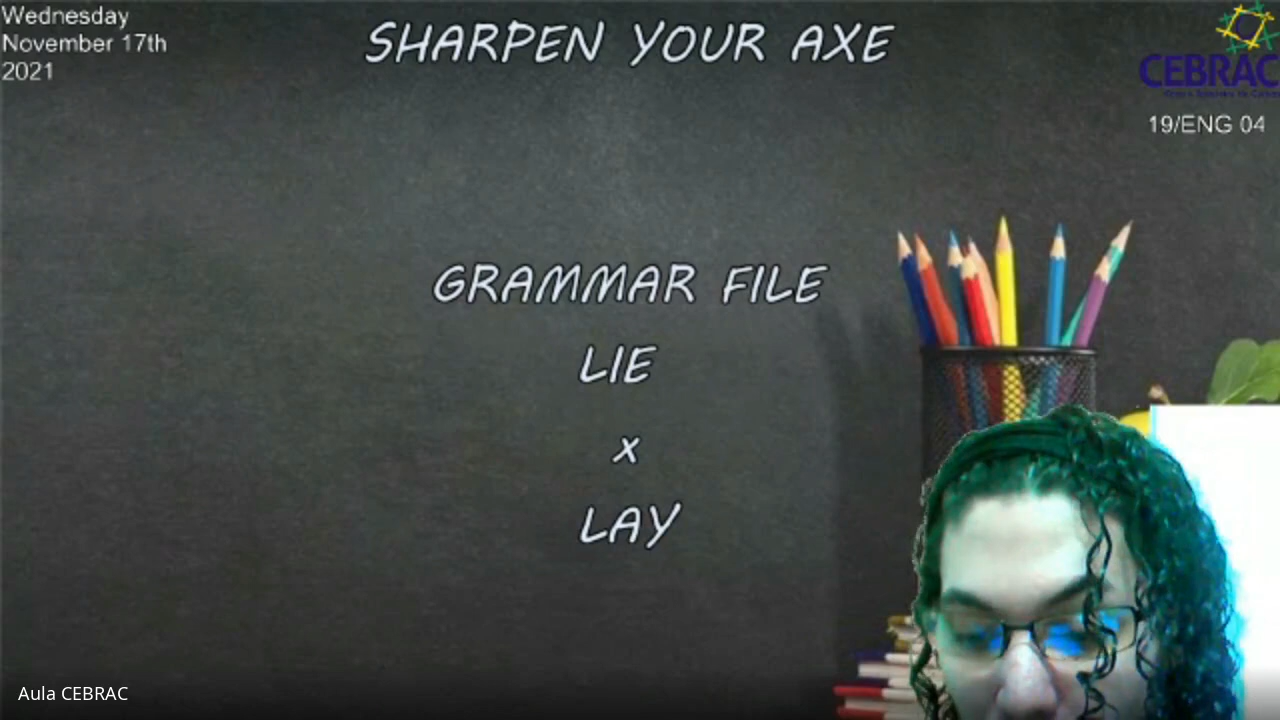 Wednesday
November 17th
2021
SHARPEN YOUR AXE
CEBRAC
19/ENG 04
GRAMMAR FILE
LIE
x
LAY
Aula CEBRAC